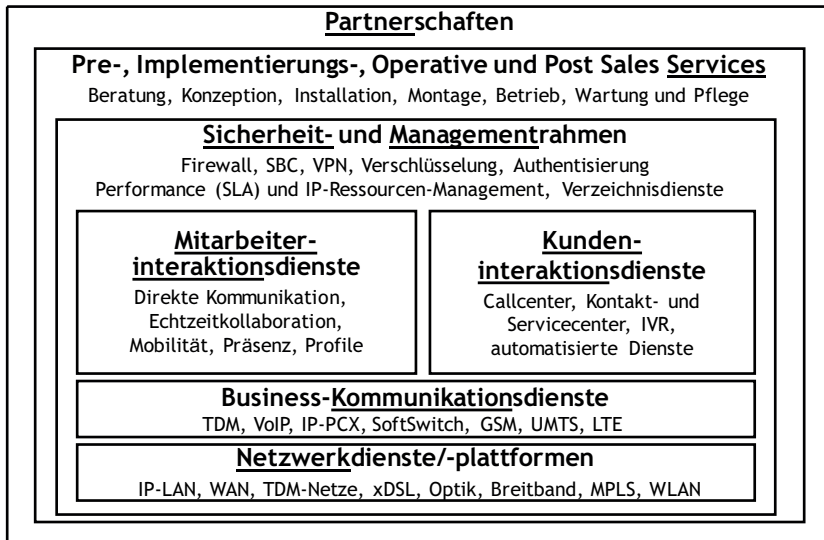 Partnerschaften
Pre-, Implementierungs-, Operative und Post Sales Services
Beratung, Konzeption, Installation, Montage, Betrieb, Wartung und Pflege
Sicherheit- und Managementrahmen
Firewall, SBC, VPN, Verschlüsselung, Authentisierung
Performance (SLA) und IP-Ressourcen-Management, Verzeichnisdienste
Mitarbeiter-
interaktionsdienste
Direkte Kommunikation,
Echtzeitkollaboration,
Mobilität, Präsenz, Profile
Kunden-
interaktionsdienste
Callcenter, Kontakt- und
Servicecenter, IVR,
automatisierte Dienste
Business-Kommunikationsdienste
TDM, VoIP, IP-PCX, SoftSwitch, GSM, UMTS, LTE
Netzwerkdienste/-plattformen
IP-LAN, WAN, TDM-Netze, xDSL, Optik, Breitband, MPLS, WLAN